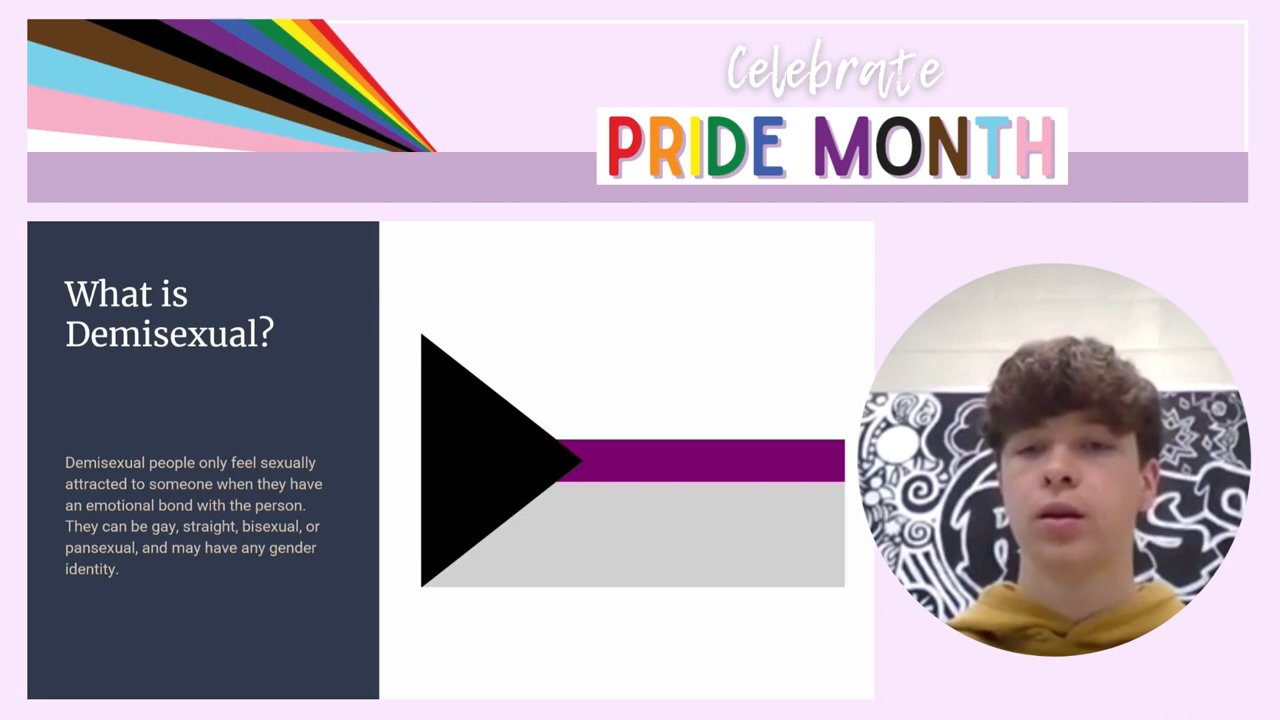 Celebrate
PRIDE MONTH
What is
Demisexual?
Demisexual people only feel sexually
attracted to someone when they have
an emotional bond with the person.
They can be gay, straight, bisexual, or
pansexual, and may have any gender
identity.